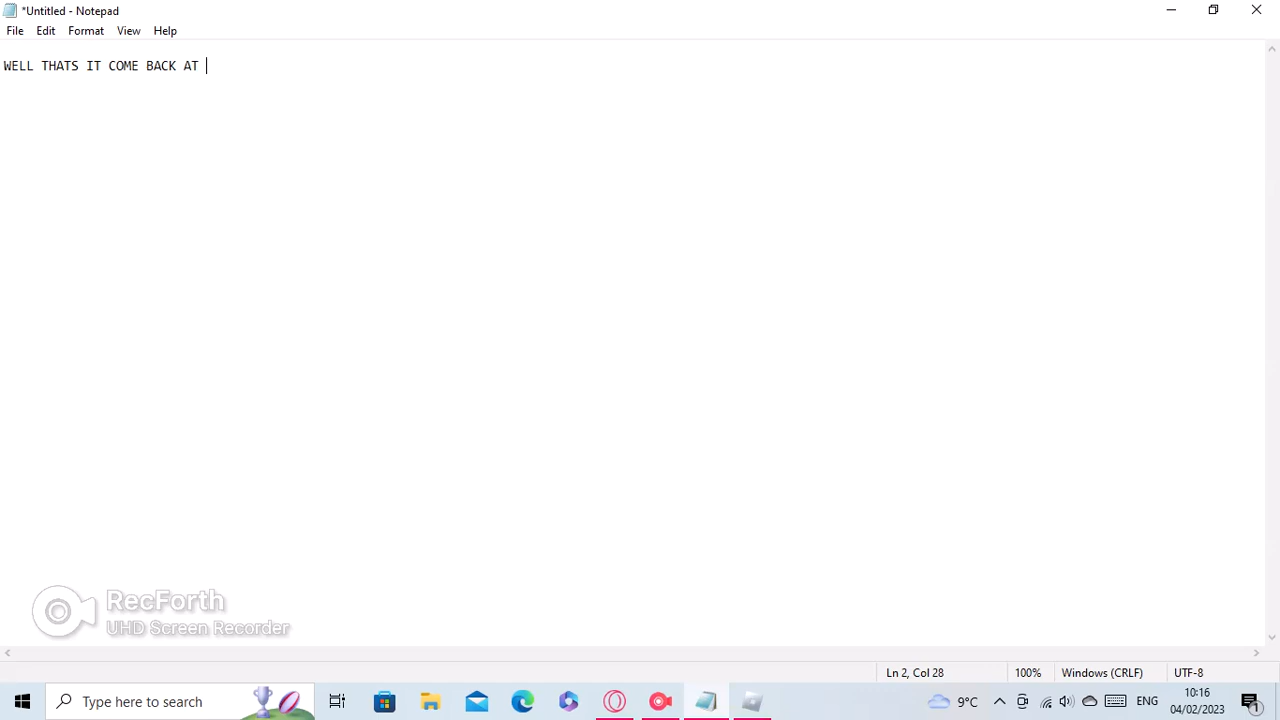 *Untitled - Notepad
File Edit Format View Help
WELL THATS IT COME BACK AT
RecForth
UHD Screen Recorder
Ln 2, Col 28 100% Windows (CRLF) UTF-8
Type here to search
9°C ENG 10:16
04/02/2023
1